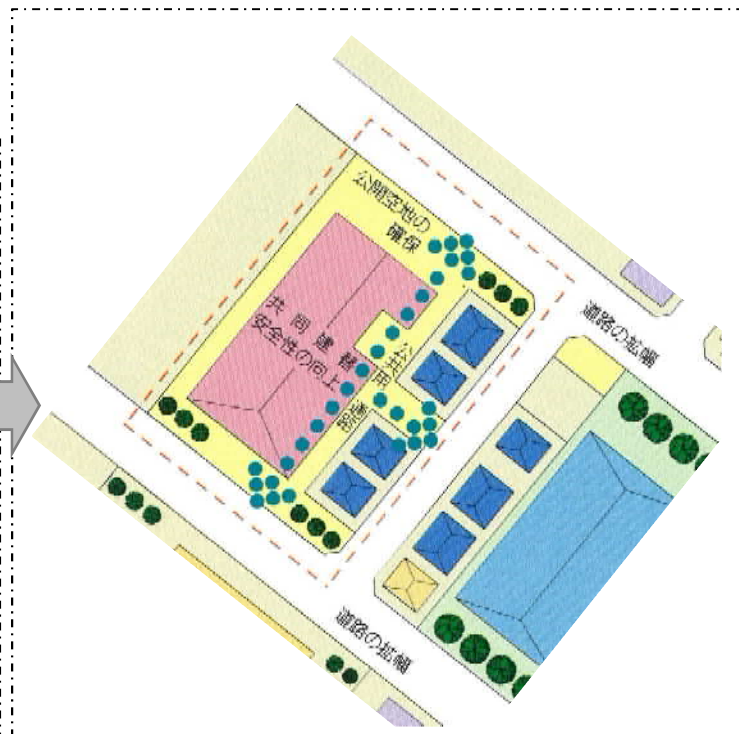 公開空地の
確保
道路の拡幅
共同建替
安全性の向上
公共用
通路
道路の拡幅